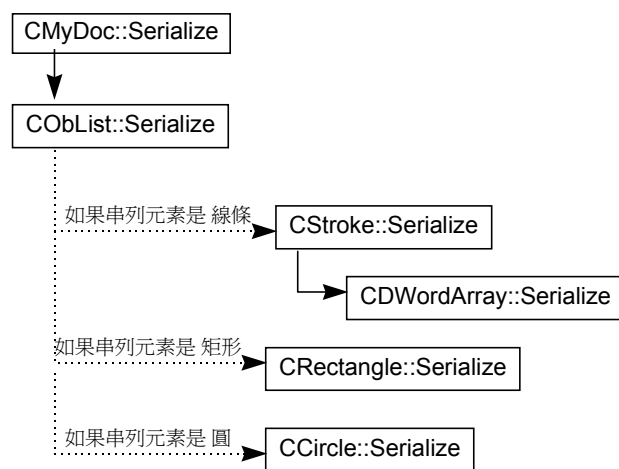 CMyDoc::Serialize
CObList::Serialize
如果串列元素是 線條
CStroke::Serialize
CDWordArray::Serialize
如果串列元素是 矩形
CRectangle::Serialize
如果串列元素是 圓
CCircle::Serialize